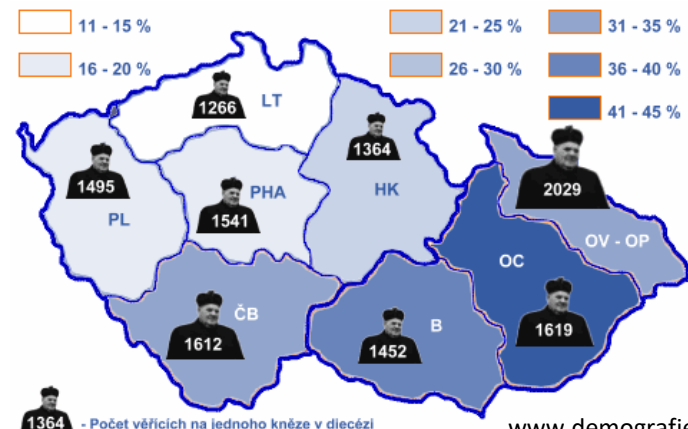 11 - 15 %
16 - 20 %
21 - 25 %
26 - 30 %
31 - 35 %
36 - 40 %
41 - 45 %
1266
LT
1364
HK
1495
PL
PHA
1541
2029
OV - OP
OC
1619
ČB
1612
B
1452
1364 - Počet věřících na jednoho kněze v diecézi
www.demografie